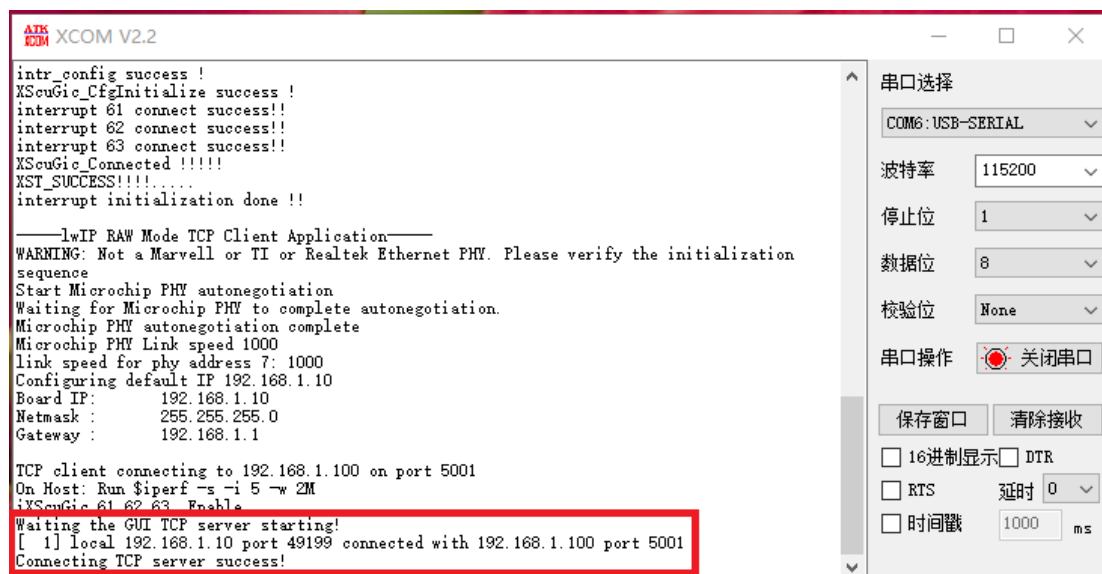 ATK
XCOM
XCOM V2.2
intr_config success !
XScuGic_CfgInitialize success !
interrupt 61 connect success!!
interrupt 62 connect success!!
interrupt 63 connect success!!
XScuGic_Connected !!!!!
XST_SUCCESS!!!!.....
interrupt initialization done !!
-----lwIP RAW Mode TCP Client Application-----
WARNING: Not a Marvell or TI or Realtek Ethernet PHY. Please verify the initialization
sequence
Start Microchip PHY autonegotiation
Waiting for Microchip PHY to complete autonegotiation.
Microchip PHY autonegotiation complete
Microchip PHY Link speed 1000
link speed for phy address 7: 1000
Configuring default IP 192.168.1.10
Board IP: 192.168.1.10
Netmask : 255.255.255.0
Gateway : 192.168.1.1
TCP client connecting to 192.168.1.100 on port 5001
On Host: Run $iperf -s -i 5 -w 2M
iXScuGic 61 62 63 Enable
Waiting the GUI TCP server starting!
[ 1] local 192.168.1.10 port 49199 connected with 192.168.1.100 port 5001
Connecting TCP server success!
串口选择
COM6:USB-SERIAL
波特率 115200
停止位 1
数据位 8
校验位 None
串口操作 关闭串口
保存窗口 清除接收
16进制显示 DTR
RTS 延时 0
时间戳 1000 ms